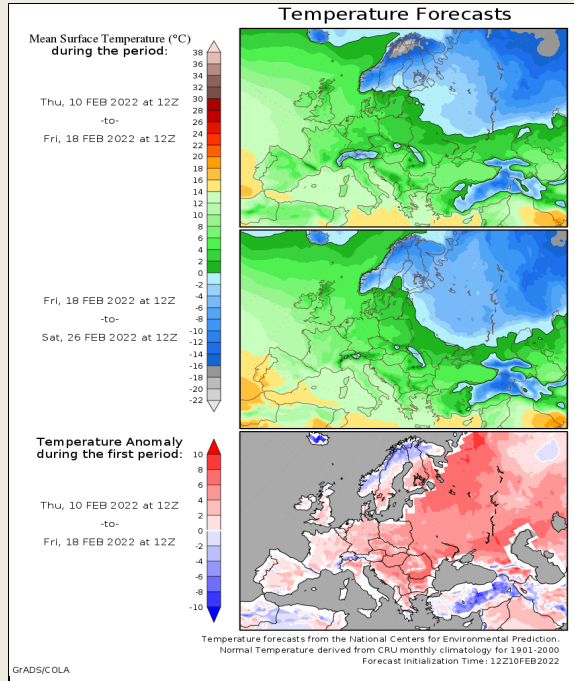 Temperature Forecasts
Mean Surface Temperature (°C)
during the period:
Thu, 10 FEB 2022 at 12Z
-to-
Fri, 18 FEB 2022 at 12Z
38
36
34
32
30
28
26
24
22
20
18
16
14
12
10
8
6
4
2
0
-2
-4
-6
-8
-10
-12
-14
-16
-18
-20
-22
Fri, 18 FEB 2022 at 12Z
-to-
Sat, 26 FEB 2022 at 12Z
Temperature Anomaly
during the first period:
Thu, 10 FEB 2022 at 12Z
-to-
Fri, 18 FEB 2022 at 12Z
10
8
6
4
2
0
-2
-4
-6
-8
-10
Temperature forecasts from the National Centers for Environmental Prediction.
Normal Temperature derived from CRU monthly climatology for 1901-2000
Forecast Initialization Time: 12Z10FEB2022
GrADS/COLA